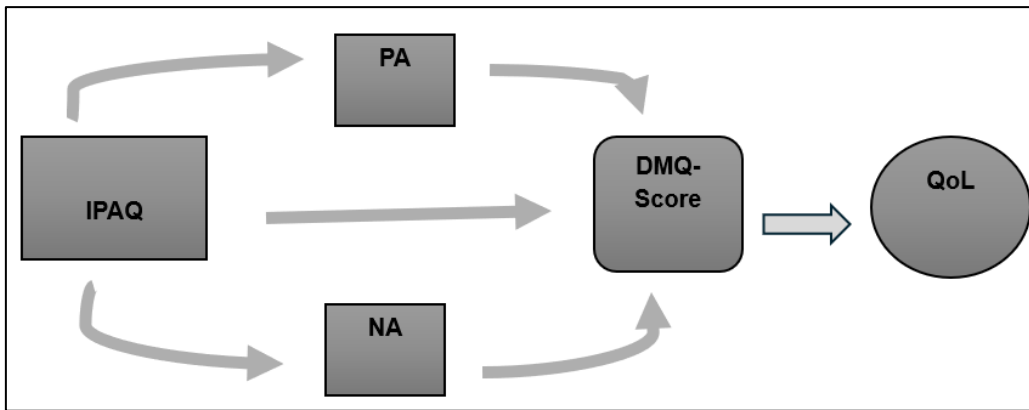 PA
IPAQ
DMQ-
Score
QoL
NA